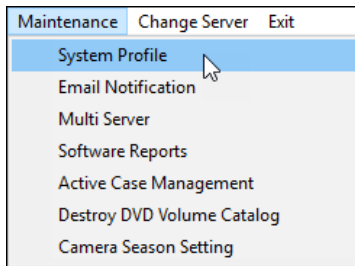 Maintenance Change Server Exit
System Profile
Email Notification
Multi Server
Software Reports
Active Case Management
Destroy DVD Volume Catalog
Camera Season Setting